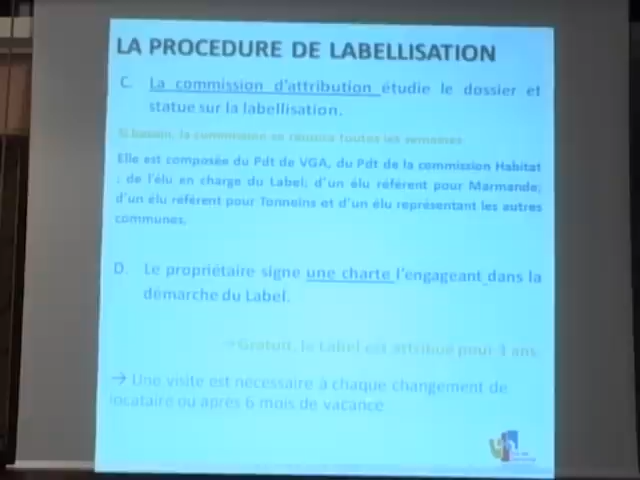 LA PROCEDURE DE LABELLISATION
C. La commission d'attribution étudie le dossier et
statue sur la labellisation.
Si besoin, la commission se réunira toutes les semaines
Elle est composée du Pdt de VGA, du Pdt de la commission Habitat
; de l'élu en charge du Label; d'un élu référent pour Marmande;
d'un élu référent pour Tonneins et d'un élu représentant les autres
communes.
D. Le propriétaire signe une charte l'engageant dans la
démarche du Label.
Gratuit, le Label est attribué pour 3 ans
→ Une visite est nécessaire à chaque changement de
locataire ou après 6 mois de vacance